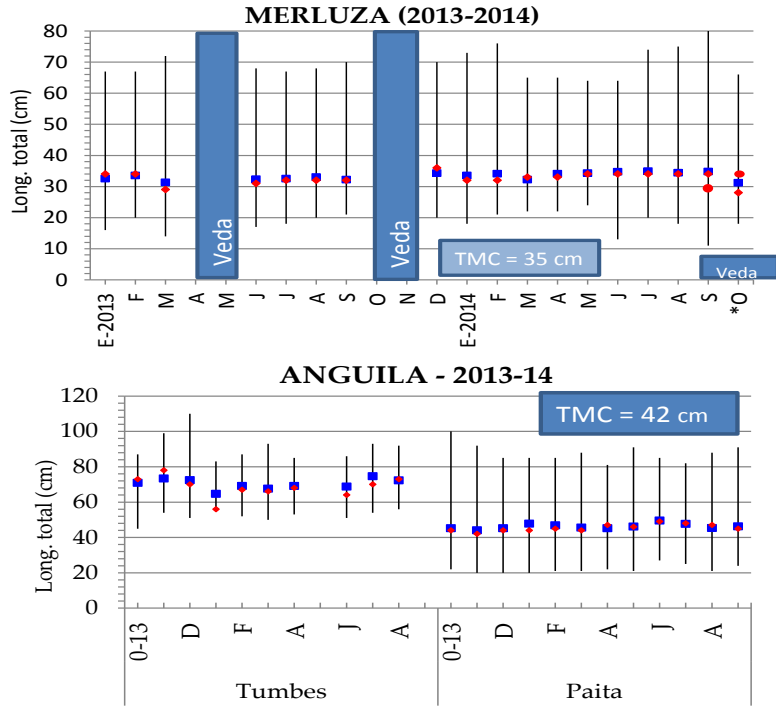 MERLUZA (2013-2014)
Long. total (cm)
80
70
60
50
40
30
20
10
0
Veda
Veda
TMC = 35 cm
Veda
E-2013 F M A M J J A S O N D E-2014 F M A M J J A S *O
ANGUILA - 2013-14
TMC = 42 cm
Long. total (cm)
120
100
80
60
40
20
0
0-13 D F A J A 0-13 D F A J A
Tumbes Paita